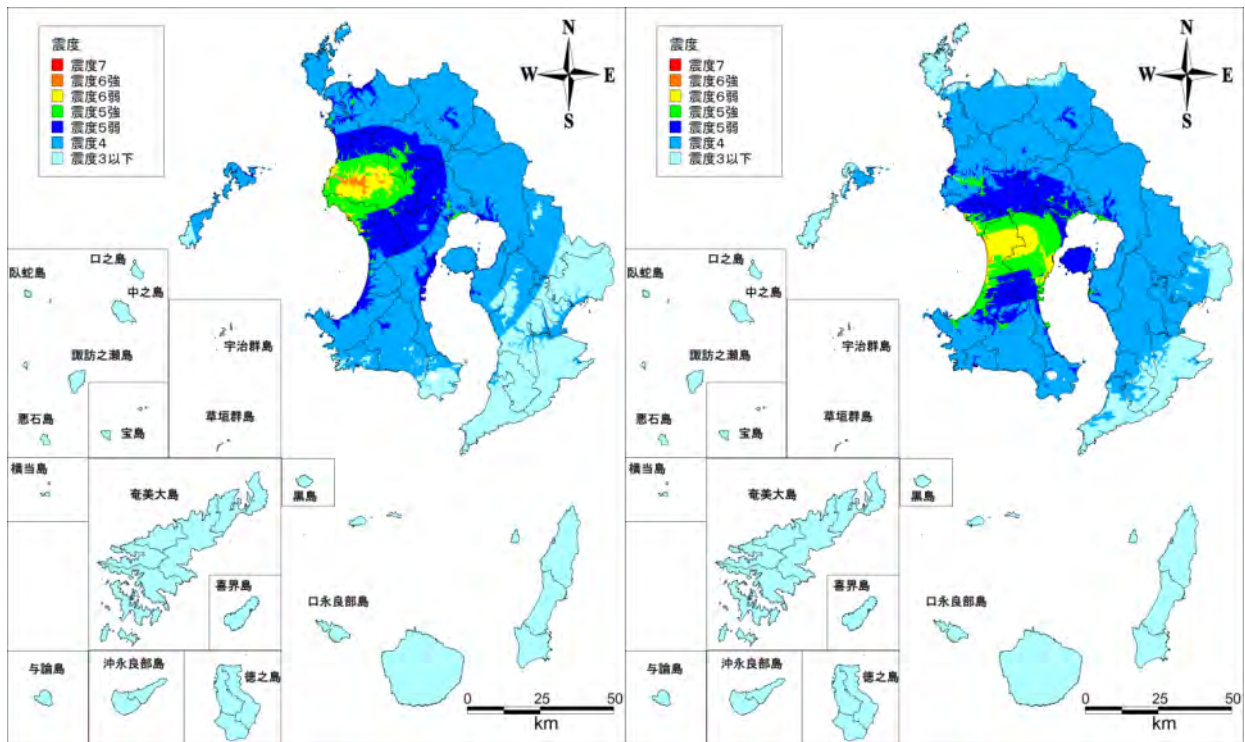 震度
震度7
震度6強
震度6弱
震度5強
震度5弱
震度4
震度3以下
N
W E
S
口之島
臥蛇島
中之島
宇治群島
諏訪之瀬島
悪石島
宝島
草垣群島
横当島
奄美大島
黒島
喜界島
口永良部島
与論島
沖永良部島
徳之島
0 25 50
km
震度
震度7
震度6強
震度6弱
震度5強
震度5弱
震度4
震度3以下
N
W E
S
口之島
臥蛇島
中之島
宇治群島
諏訪之瀬島
悪石島
宝島
草垣群島
横当島
奄美大島
黒島
喜界島
口永良部島
与論島
沖永良部島
徳之島
0 25 50
km